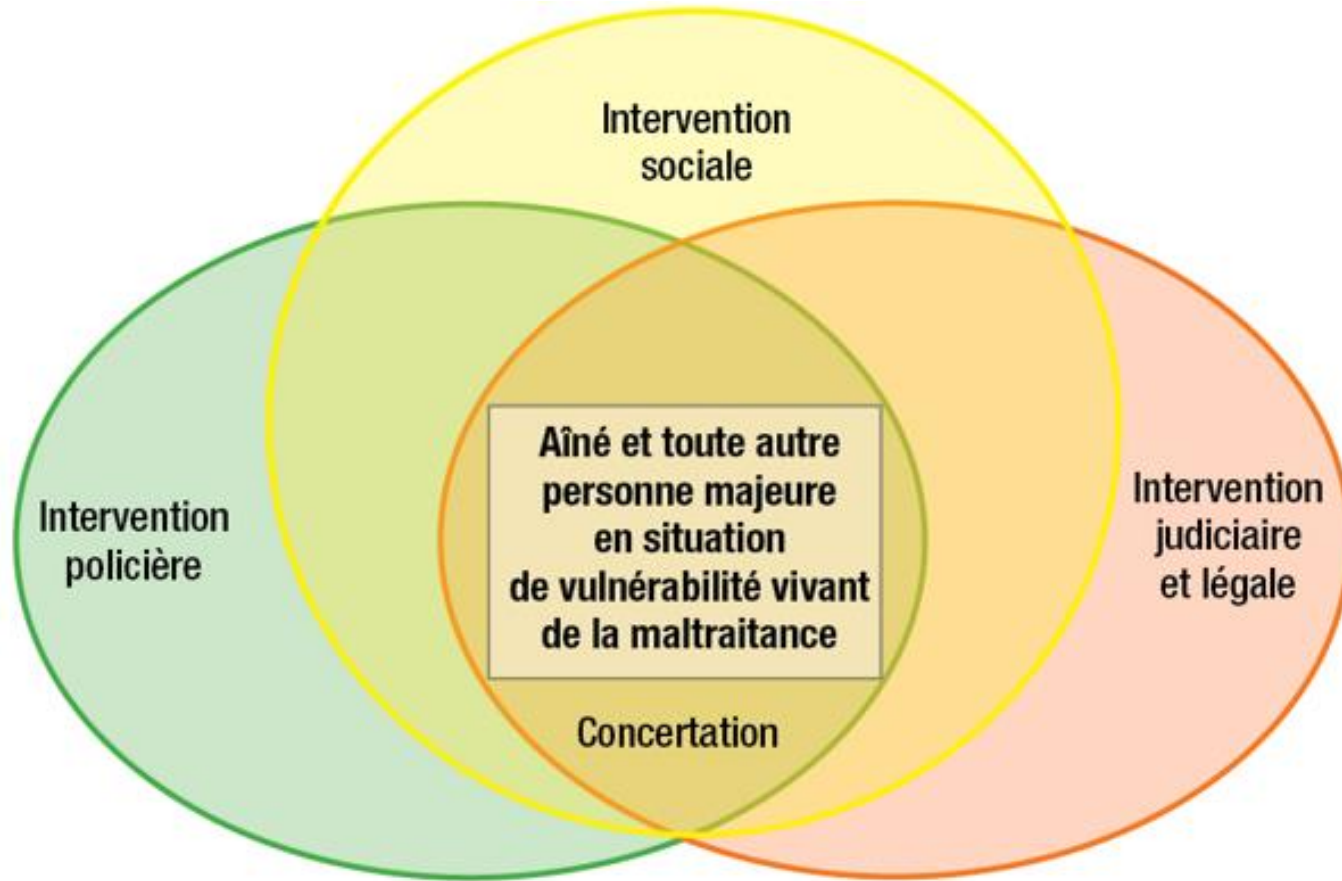 Intervention
sociale
Intervention
policière
Aîné et toute autre
personne majeure
en situation
de vulnérabilité vivant
de la maltraitance
Intervention
judiciaire
et légale
Concertation